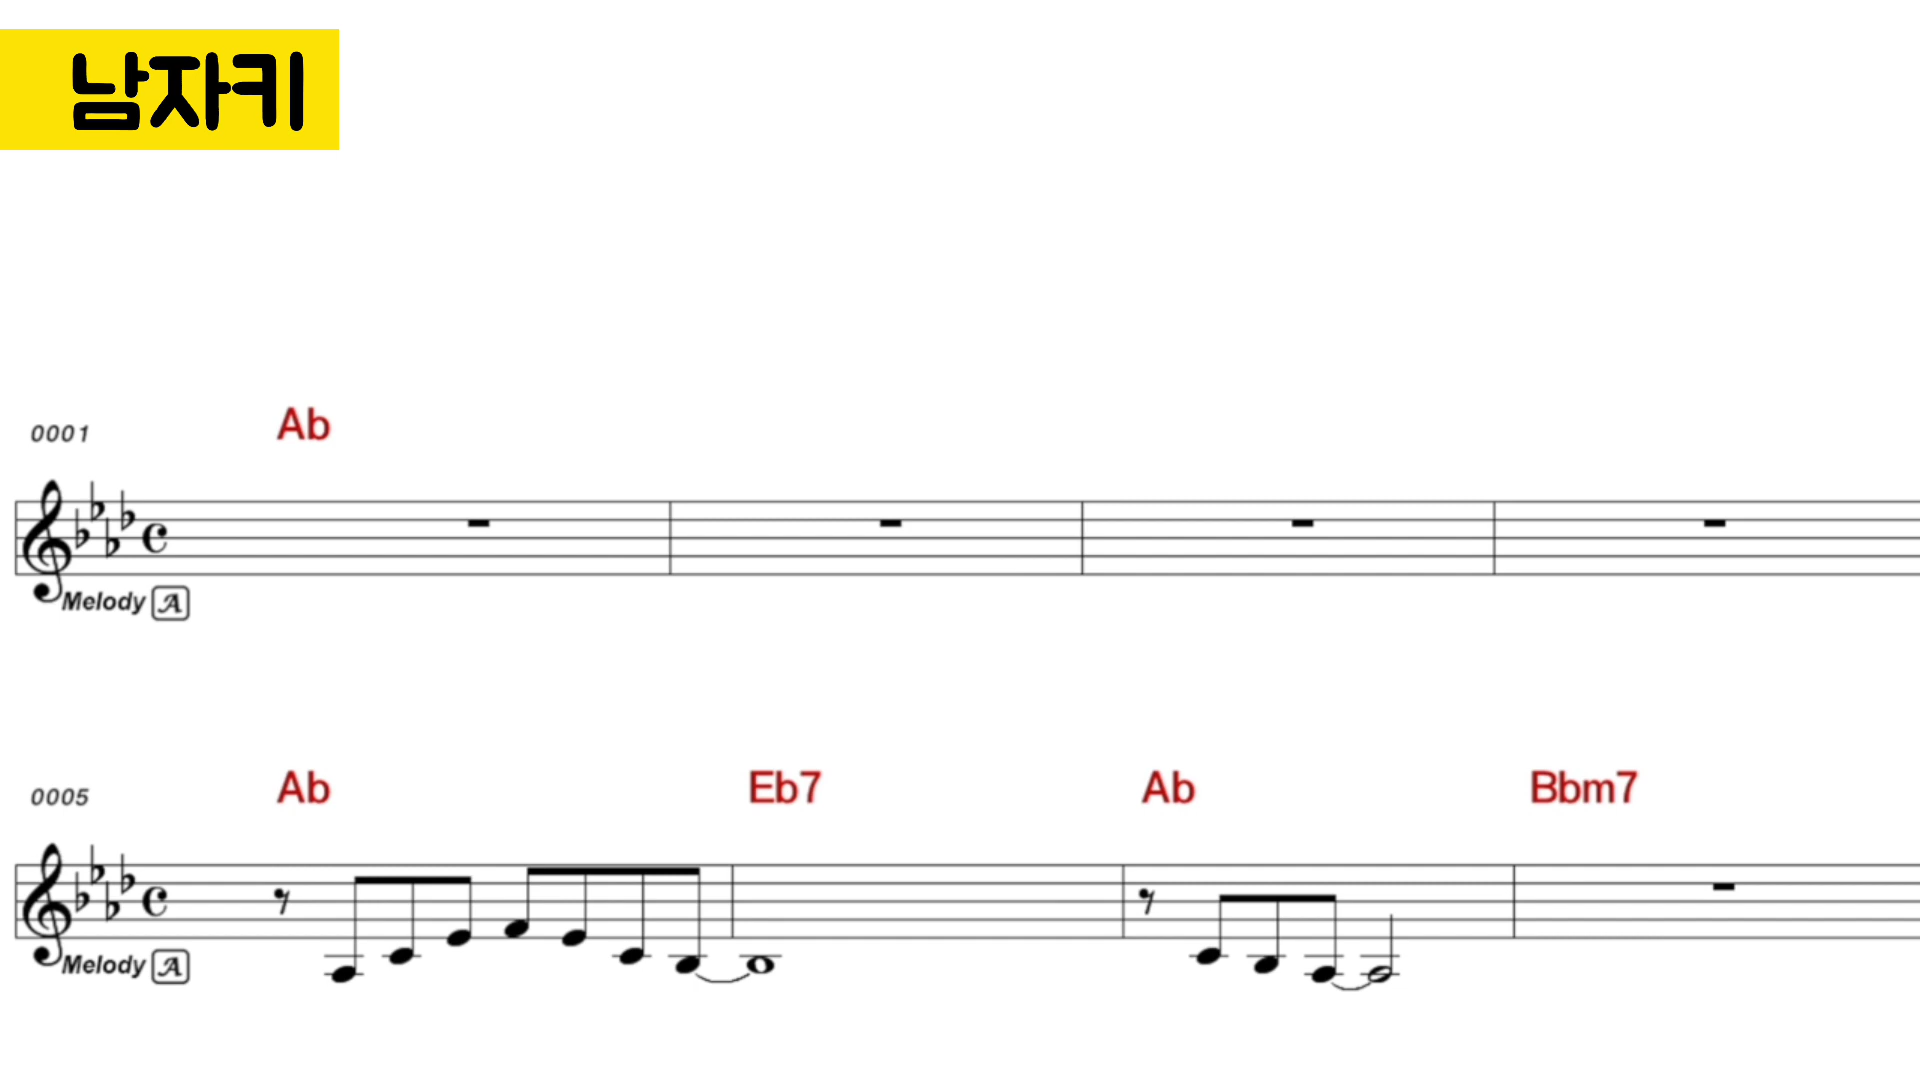 남자키
0001 Ab
Melody A
0005 Ab Eb7 Ab Bbm7
Melody A